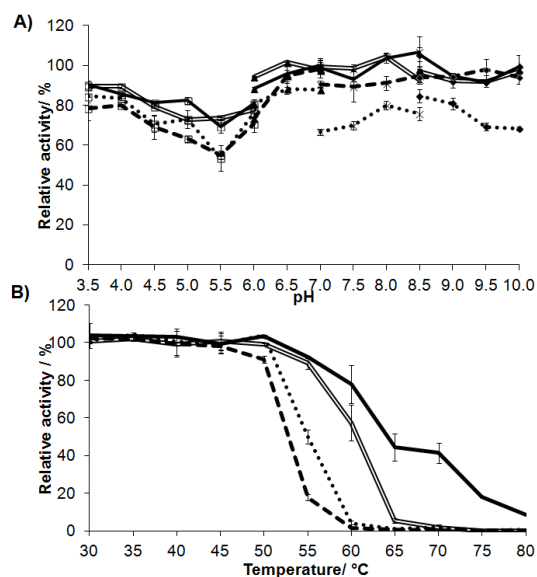 A)
Relative activity/ %
120
100
80
60
40
20
0
3.5 4.0 4.5 5.0 5.5 6.0 6.5 7.0 7.5 8.0 8.5 9.0 9.5 10.0
pH
B)
Relative activity / %
120
100
80
60
40
20
0
30 35 40 45 50 55 60 65 70 75 80
Temperature/ °C